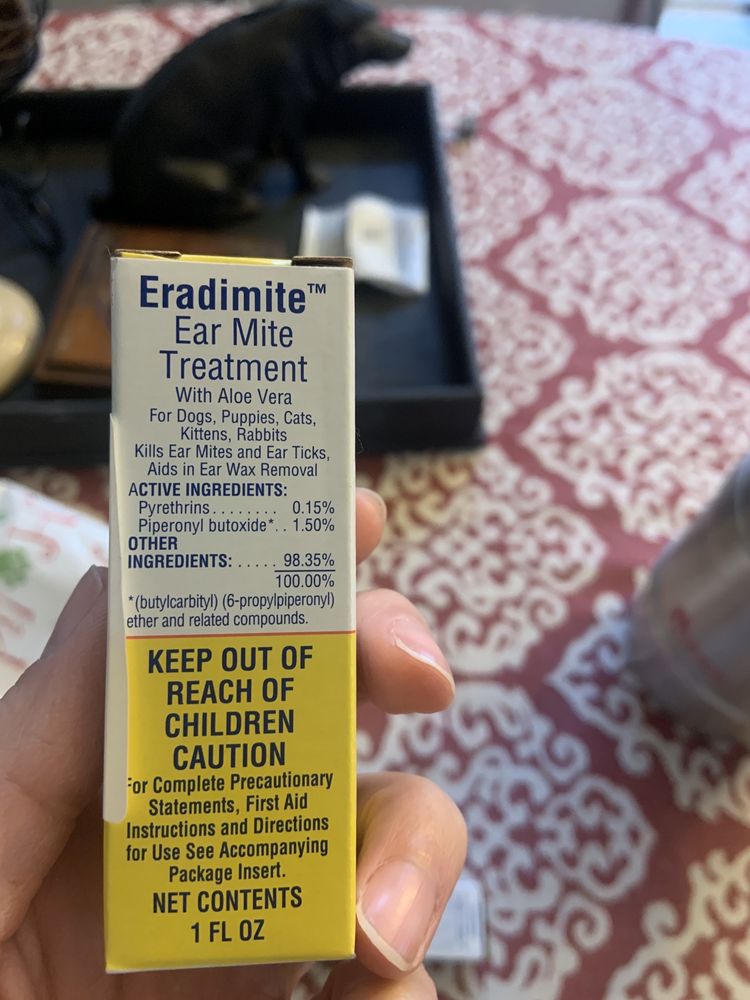 Eradimite™
Ear Mite
Treatment
With Aloe Vera
For Dogs, Puppies, Cats,
Kittens, Rabbits
Kills Ear Mites and Ear Ticks,
Aids in Ear Wax Removal
ACTIVE INGREDIENTS:
Pyrethrins . . . . . . . . 0.15%
Piperonyl butoxide* . . 1.50%
OTHER
INGREDIENTS: . . . . . 98.35%
100.00%
*(butylcarbityl) (6-propylpiperonyl)
ether and related compounds.
KEEP OUT OF
REACH OF
CHILDREN
CAUTION
For Complete Precautionary
Statements, First Aid
Instructions and Directions
for Use See Accompanying
Package Insert.
NET CONTENTS
1 FL OZ